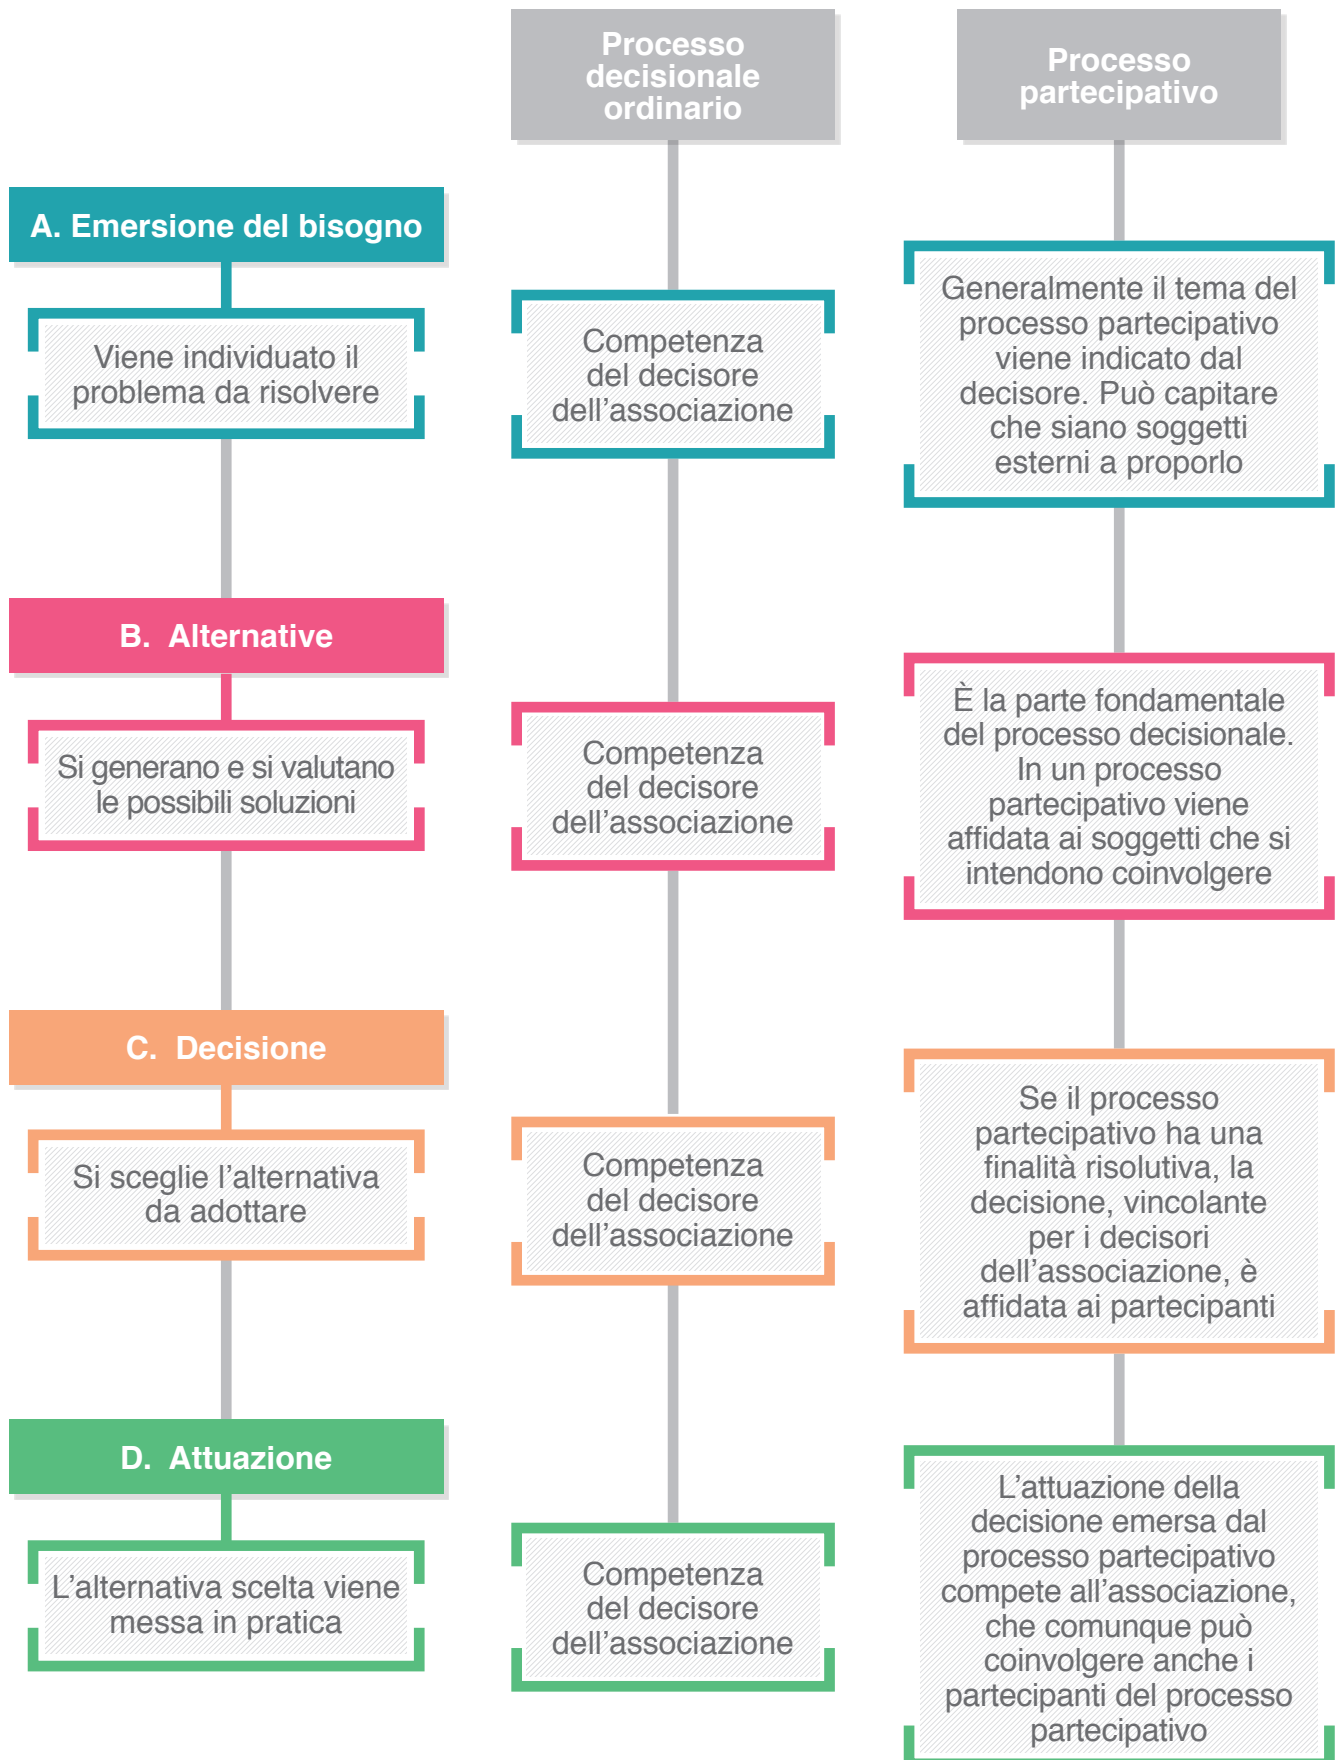 Processo
decisionale
ordinario
Processo
partecipativo
A. Emersione del bisogno
Viene individuato il
problema da risolvere
Competenza
del decisore
dell’associazione
Generalmente il tema del
processo partecipativo
viene indicato dal
decisore. Può capitare
che siano soggetti
esterni a proporlo
B. Alternative
Si generano e si valutano
le possibili soluzioni
Competenza
del decisore
dell’associazione
È la parte fondamentale
del processo decisionale.
In un processo
partecipativo viene
affidata ai soggetti che si
intendono coinvolgere
C. Decisione
Si sceglie l’alternativa
da adottare
Competenza
del decisore
dell’associazione
Se il processo
partecipativo ha una
finalità risolutiva, la
decisione, vincolante
per i decisori
dell’associazione, è
affidata ai partecipanti
D. Attuazione
L’alternativa scelta viene
messa in pratica
Competenza
del decisore
dell’associazione
L’attuazione della
decisione emersa dal
processo partecipativo
compete all’associazione,
che comunque può
coinvolgere anche i
partecipanti del processo
partecipativo